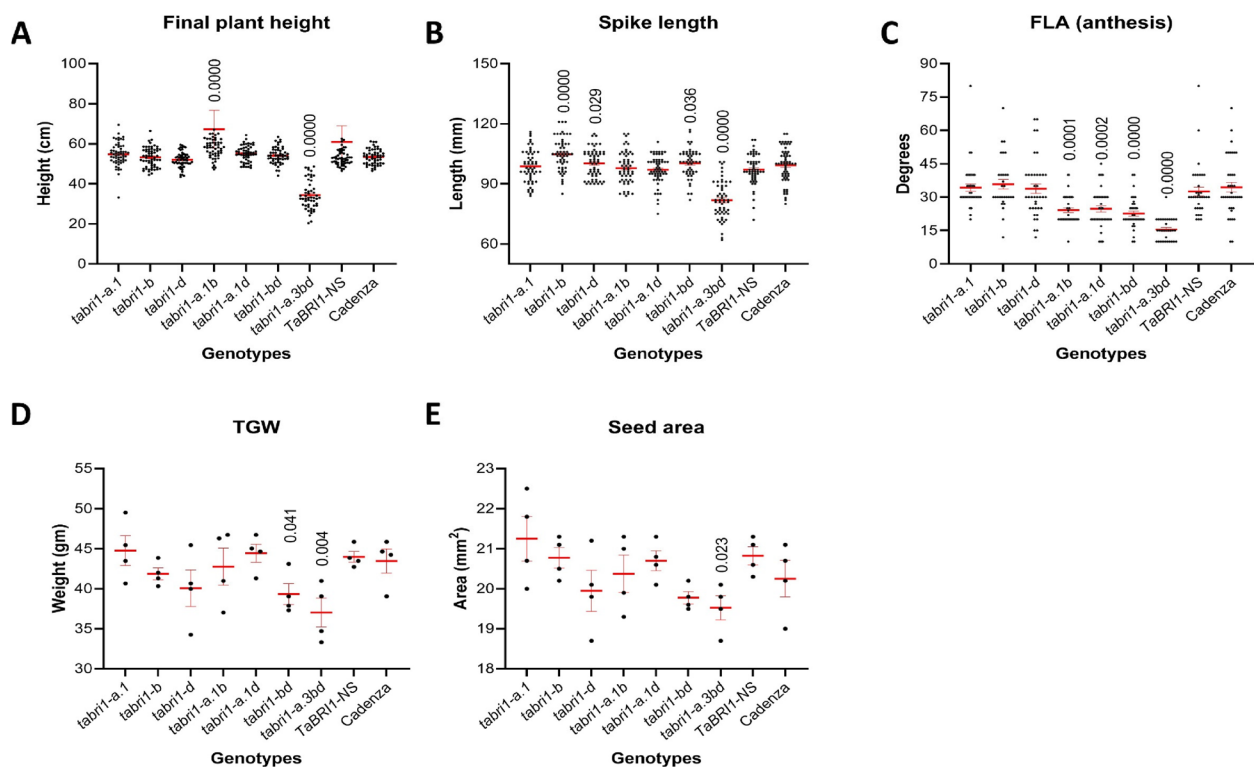 A
Final plant height
Height (cm)
100
80
60
40
20
0
0.0000
0.0000
tabri1-a.1
tabri1-b
tabri1-d
tabri1-a.1b
tabri1-a.1d
tabri1-bd
tabri1-a.3bd
TaBRI1-NS
Cadenza
Genotypes
B
Spike length
Length (mm)
150
120
90
60
0.0000
0.029
0.036
0.0000
tabri1-a.1
tabri1-b
tabri1-d
tabri1-a.1b
tabri1-a.1d
tabri1-bd
tabri1-a.3bd
TaBRI1-NS
Cadenza
Genotypes
C
FLA (anthesis)
Degrees
90
75
60
45
30
15
0
0.0001
-0.0002
0.0000
0.0000
tabri1-a.1
tabri1-b
tabri1-d
tabri1-a.1b
tabri1-a.1d
tabri1-bd
tabri1-a.3bd
TaBRI1-NS
Cadenza
Genotypes
D
TGW
Weight (gm)
55
50
45
40
35
30
0.041
0.004
tabri1-a.1
tabri1-b
tabri1-d
tabri1-a.1b
tabri1-a.1d
tabri1-bd
tabri1-a.3bd
TaBRI1-NS
Cadenza
Genotypes
E
Seed area
Area (mm²)
23
22
21
20
19
18
0.023
tabri1-a.1
tabri1-b
tabri1-d
tabri1-a.1b
tabri1-a.1d
tabri1-bd
tabri1-a.3bd
TaBRI1-NS
Cadenza
Genotypes